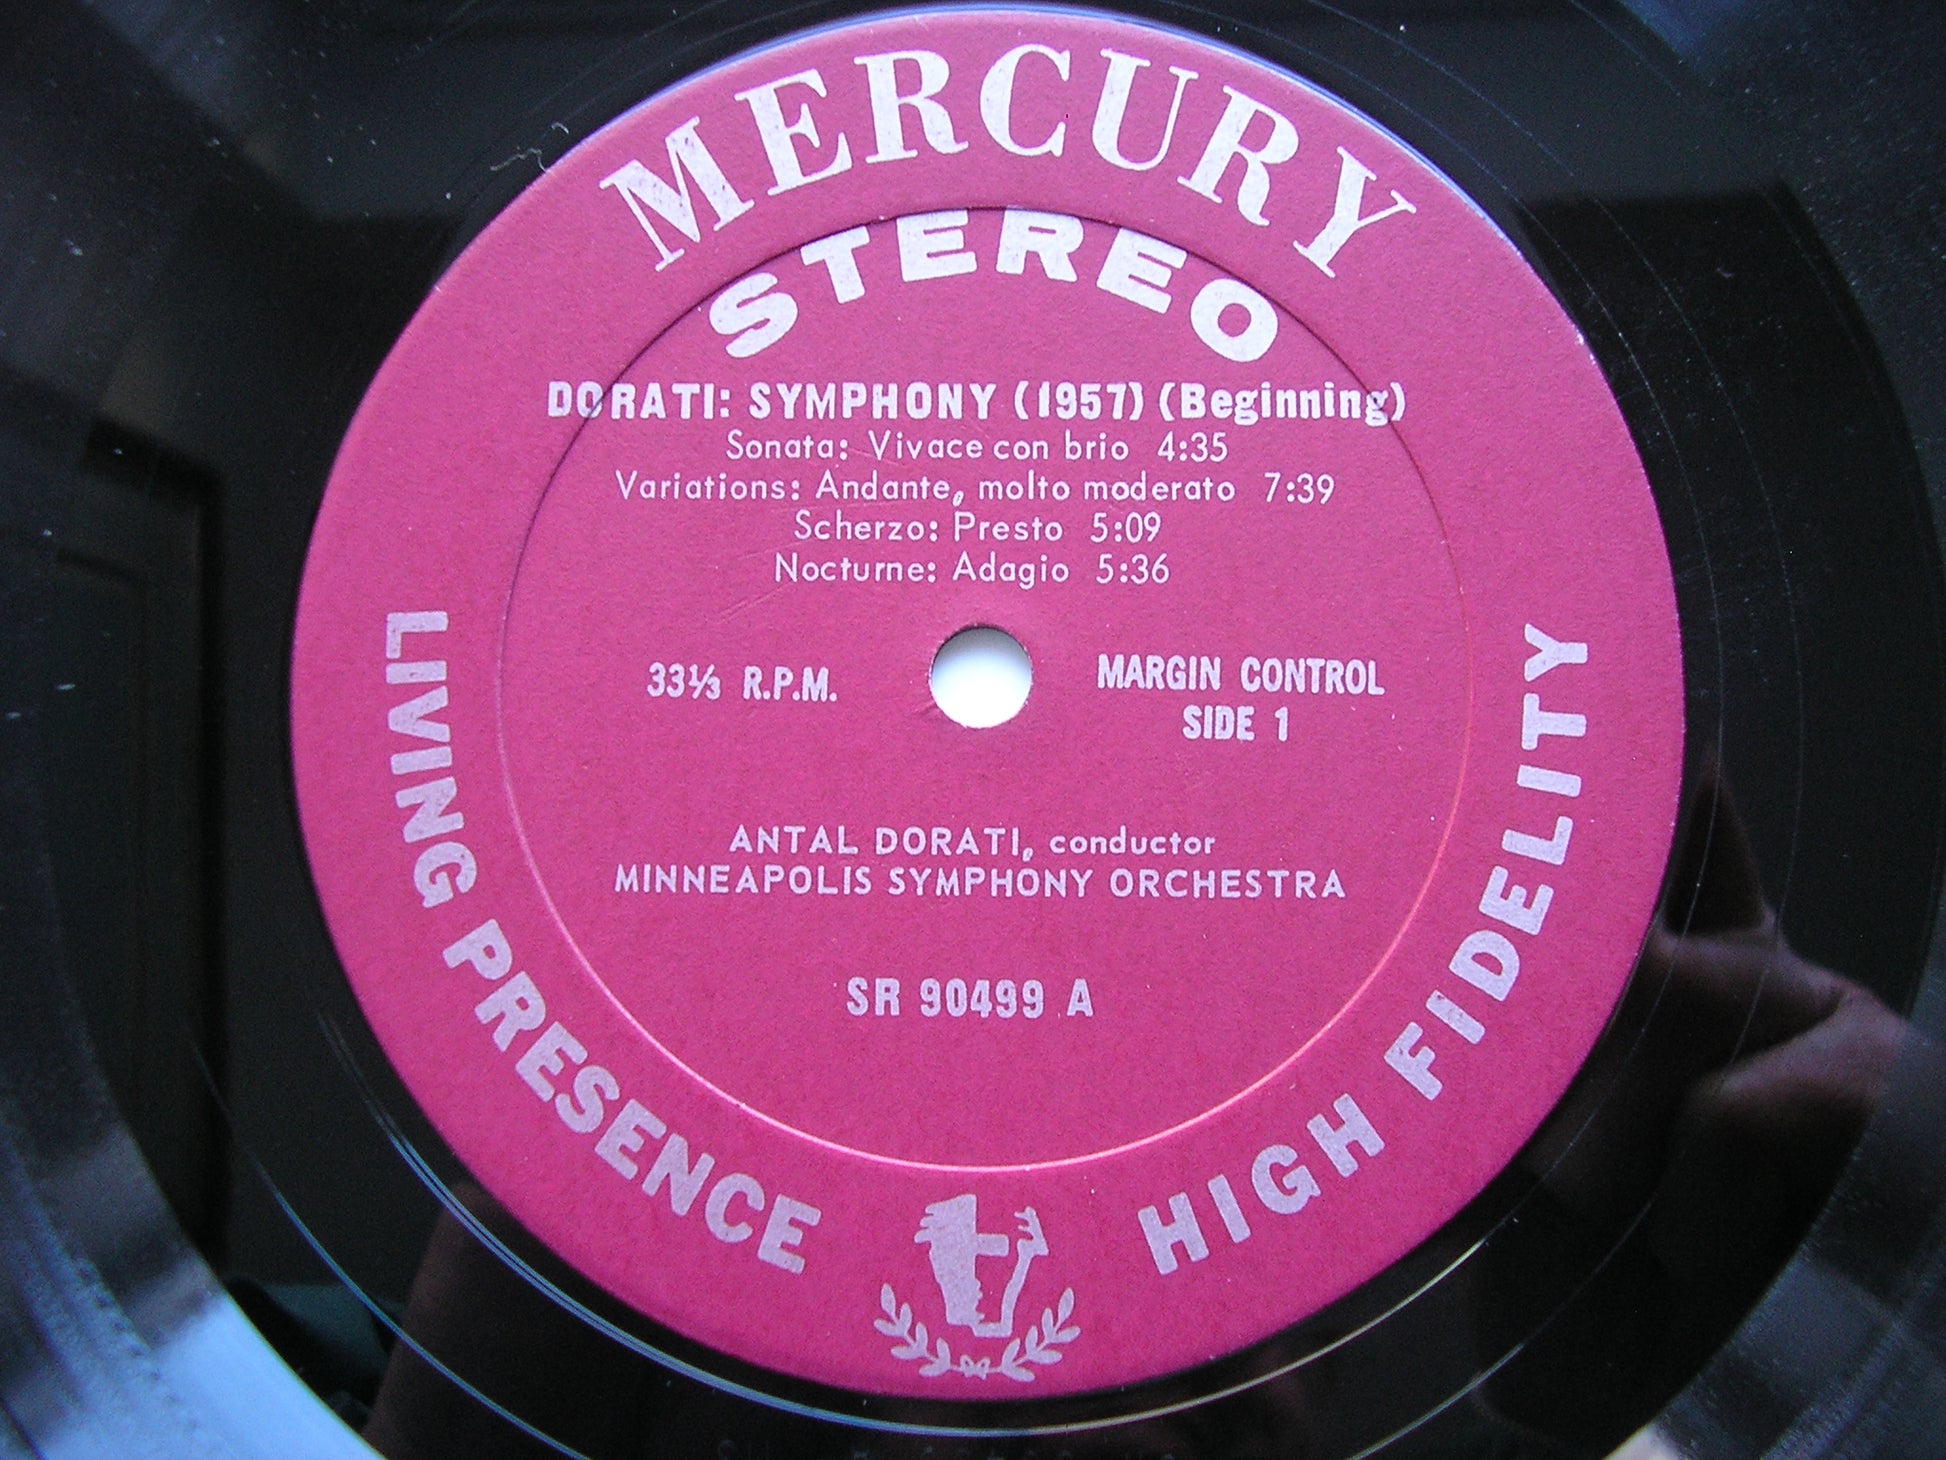 MERCURY
STEREO
DORATI: SYMPHONY (1957) (Beginning)
Sonata: Vivace con brio 4:35
Variations: Andante, molto moderato 7:39
Scherzo: Presto 5:09
Nocturne: Adagio 5:36
33⅓ R.P.M.
MARGIN CONTROL
SIDE 1
ANTAL DORATI, conductor
MINNEAPOLIS SYMPHONY ORCHESTRA
SR 90499 A
LIVING PRESENCE
HIGH FIDELITY